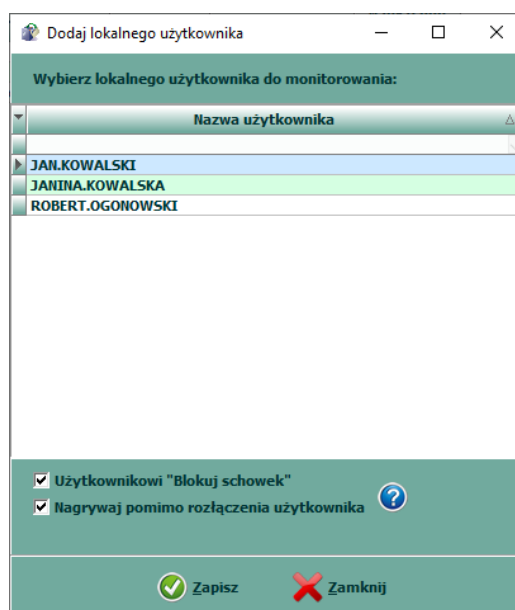 Dodaj lokalnego użytkownika
Wybierz lokalnego użytkownika do monitorowania:
Nazwa użytkownika
JAN.KOWALSKI
JANINA.KOWALSKA
ROBERT.OGONOWSKI
Użytkownikowi "Blokuj schowek"
Nagrywaj pomimo rozłączenia użytkownika
?
Zapisz
Zamknij